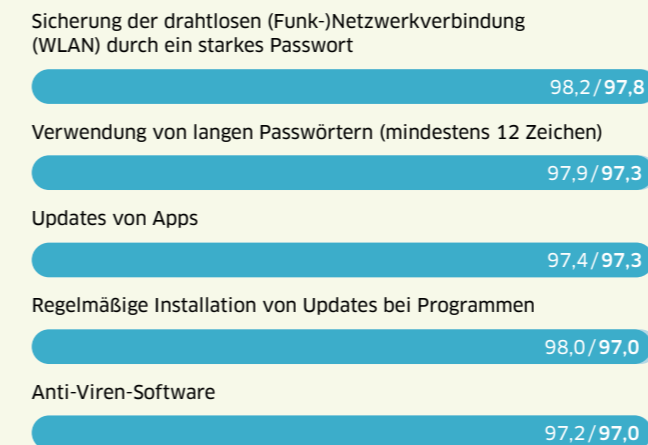 Sicherung der drahtlosen (Funk-)Netzwerkverbindung
(WLAN) durch ein starkes Passwort
98,2/97,8
Verwendung von langen Passwörtern (mindestens 12 Zeichen)
97,9/97,3
Updates von Apps
97,4/97,3
Regelmäßige Installation von Updates bei Programmen
98,0/97,0
Anti-Viren-Software
97,2/97,0